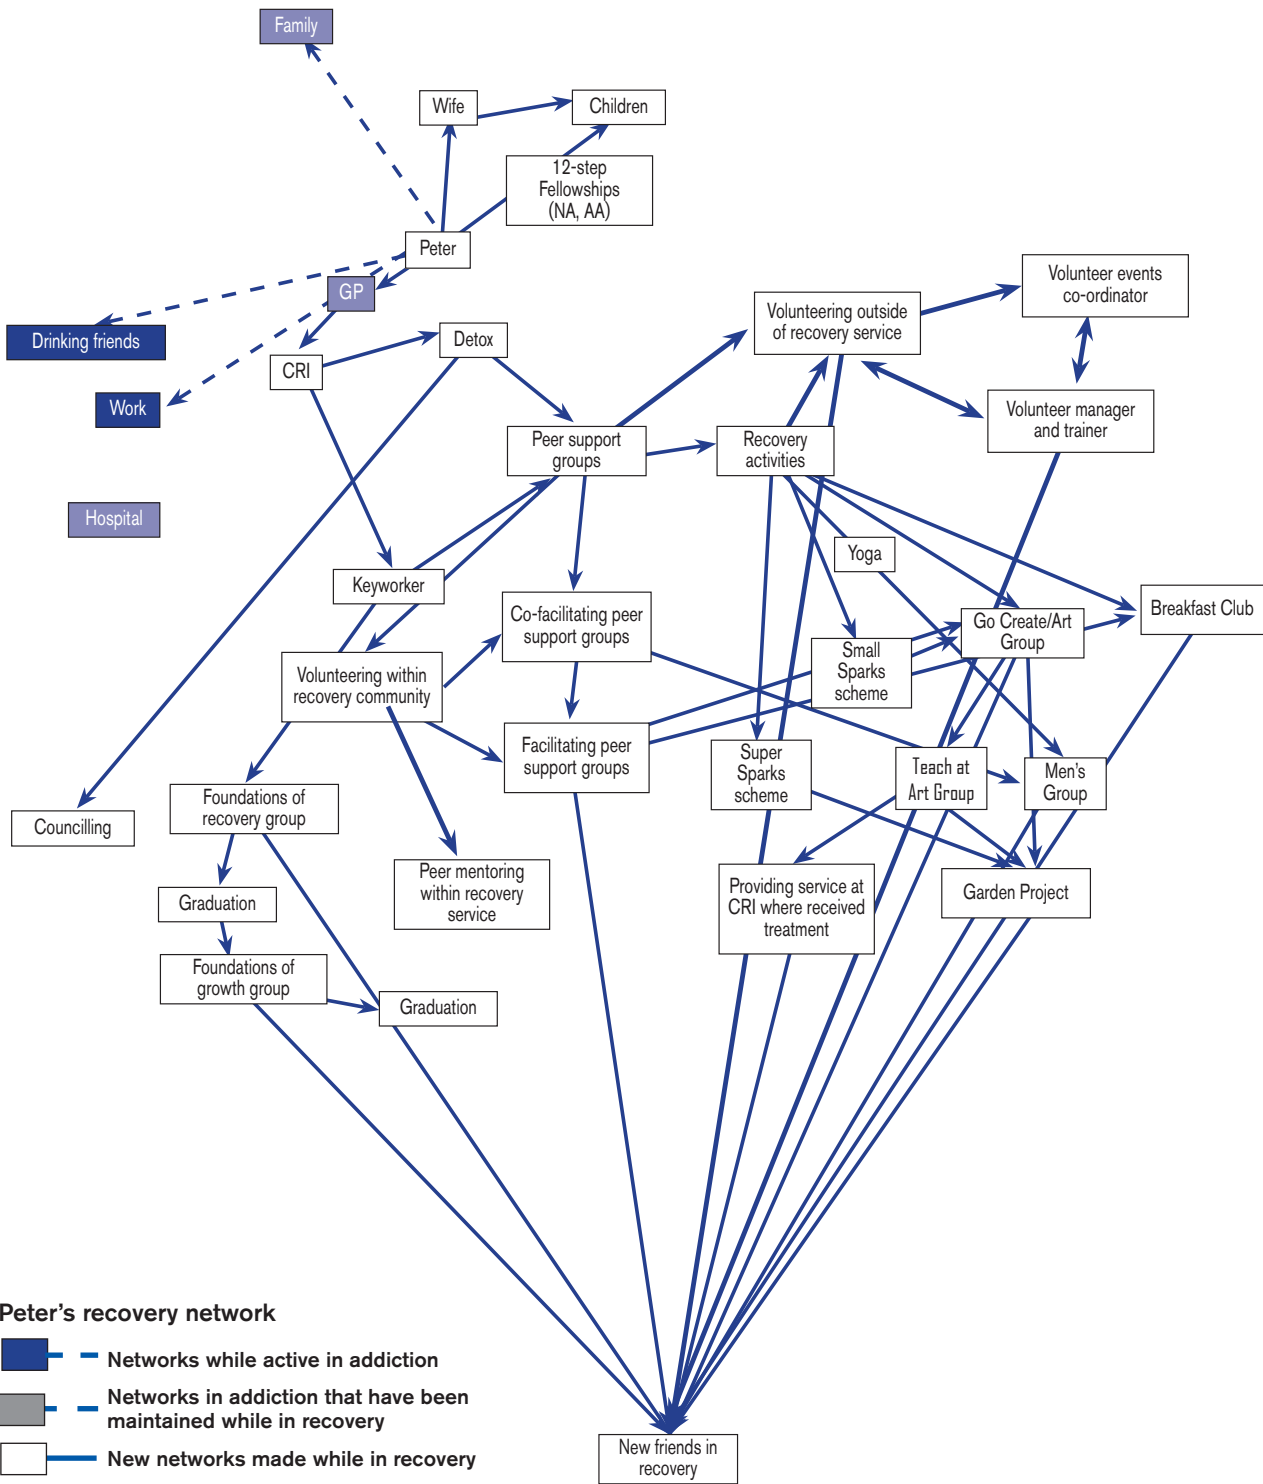 Family
Wife
Children
12-step
Fellowships
(NA, AA)
Peter
GP
Drinking friends
Work
Hospital
CRI
Detox
Volunteering outside
of recovery service
Volunteer events
co-ordinator
Volunteer manager
and trainer
Peer support
groups
Recovery
activities
Yoga
Keyworker
Co-facilitating peer
support groups
Go Create/Art
Group
Breakfast Club
Small
Sparks
scheme
Volunteering within
recovery community
Facilitating peer
support groups
Super
Sparks
scheme
Teach at
Art Group
Men's
Group
Councilling
Foundations of
recovery group
Peer mentoring
within recovery
service
Providing service at
CRI where received
treatment
Garden Project
Graduation
Foundations of
growth group
Graduation
Peter's recovery network
Networks while active in addiction
Networks in addiction that have been
maintained while in recovery
New networks made while in recovery
New friends in
recovery